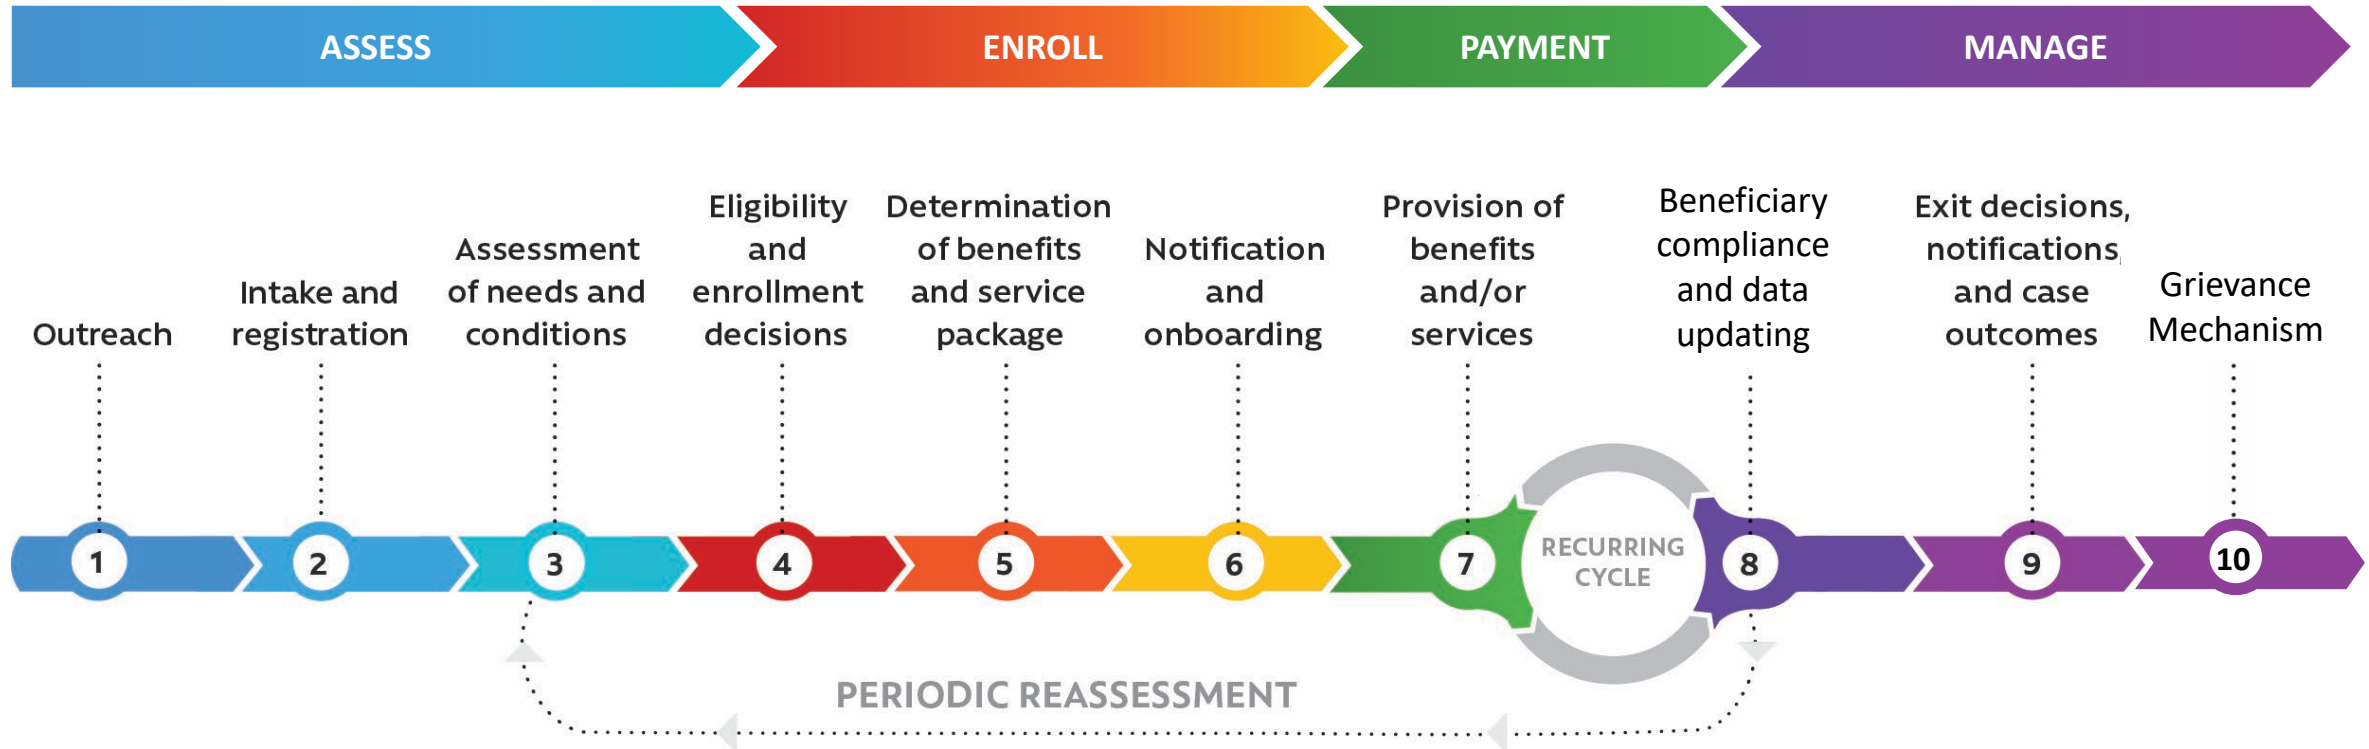 ASSESS
ENROLL
PAYMENT
MANAGE
Outreach
Intake and
registration
Assessment
of needs and
conditions
Eligibility
and
enrollment
decisions
Determination
of benefits
and service
package
Notification
and
onboarding
Provision of
benefits
and/or
services
Beneficiary
compliance
and data
updating
Exit decisions,
notifications,
and case
outcomes
Grievance
Mechanism
1
2
3
4
5
6
7
RECURRING
CYCLE
8
9
10
PERIODIC REASSESSMENT